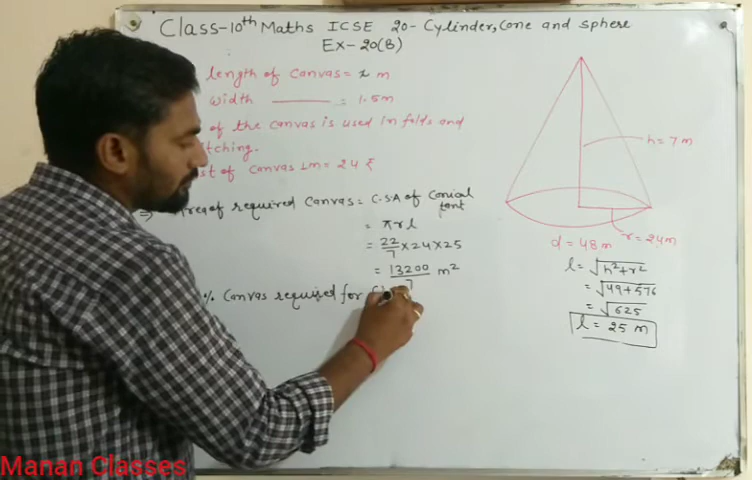 Class-10th Maths ICSE 20- Cylinder, Cone and sphere
Ex-20(B)
length of canvas = x m
width ——— = 1.5m
of the canvas is used in folds and
tching.
st of canvas 1m = 24 ₹
⇒ Area of required Canvas = C.S.A of Conical tent
= πrl
= 22/7 × 24 × 25
= 13200/7 m²
% Canvas required for
h = 7m
r = 24m
d = 48m
l = √h²+r²
= √49+576
= √625
l = 25 m
Manan Classes